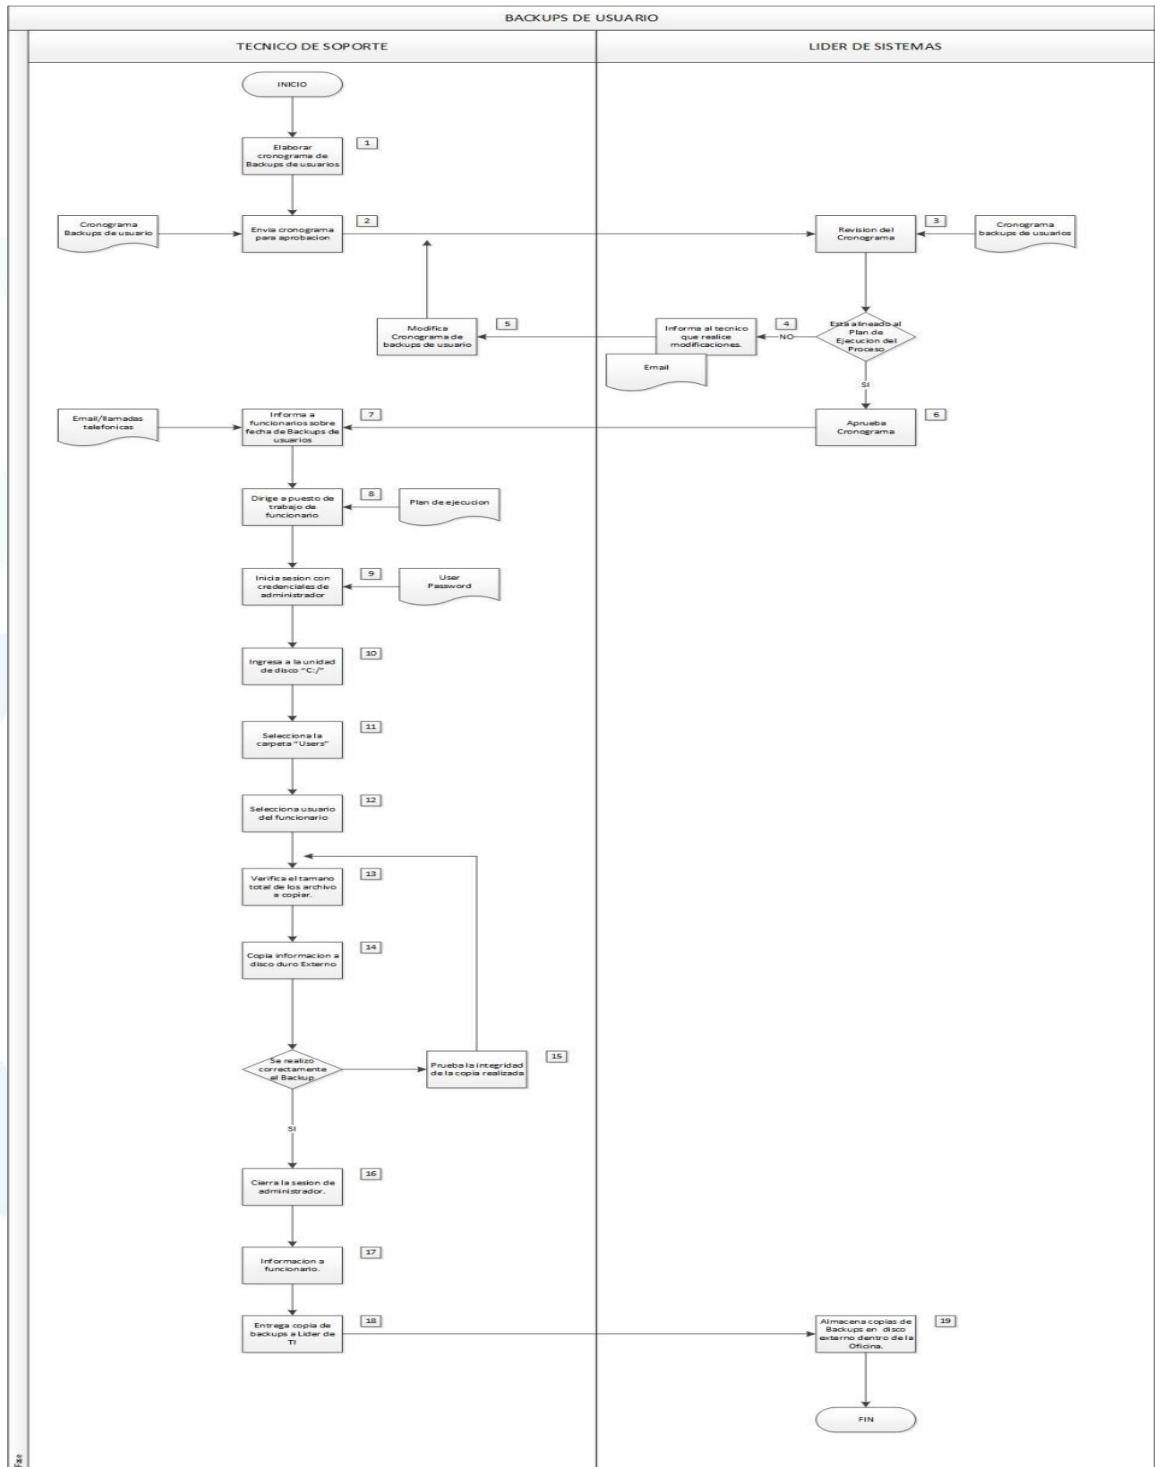 BACKUPS DE USUARIO
TECNICO DE SOPORTE
LIDER DE SISTEMAS
INICIO
1
Elaborar
cronograma de
Backups de usuarios
Cronograma
Backups de usuario
2
Envia cronograma
para aprobacion
3
Revision del
Cronograma
Cronograma
backups de usuarios
5
Modifica
Cronograma de
backups de usuario
4
Informa al tecnico
que realice
modificaciones.
Email
NO
Esta alineado al
Plan de
Ejecucion del
Proceso
SI
Email/llamadas
telefonicas
7
Informa a
funcionarios sobre
fecha de Backups de
usuarios
6
Aprueba
Cronograma
8
Dirige a puesto de
trabajo de
funcionario
Plan de ejecucion
9
Inicia sesion con
credenciales de
administrador
User
Password
10
Ingresa a la unidad
de disco "C:/"
11
Selecciona la
carpeta "Users"
12
Selecciona usuario
del funcionario
13
Verifica el tamano
total de los archivo
a copiar.
14
Copia informacion a
disco duro Externo
Se realizo
correctamente
el Backup
15
Prueba la integridad
de la copia realizada
SI
16
Cierra la sesion de
administrador.
17
Informacion a
funcionario.
18
Entrega copia de
backups a Lider de
TI
19
Almacena copias de
Backups en disco
externo dentro de la
Oficina.
FIN
Fase